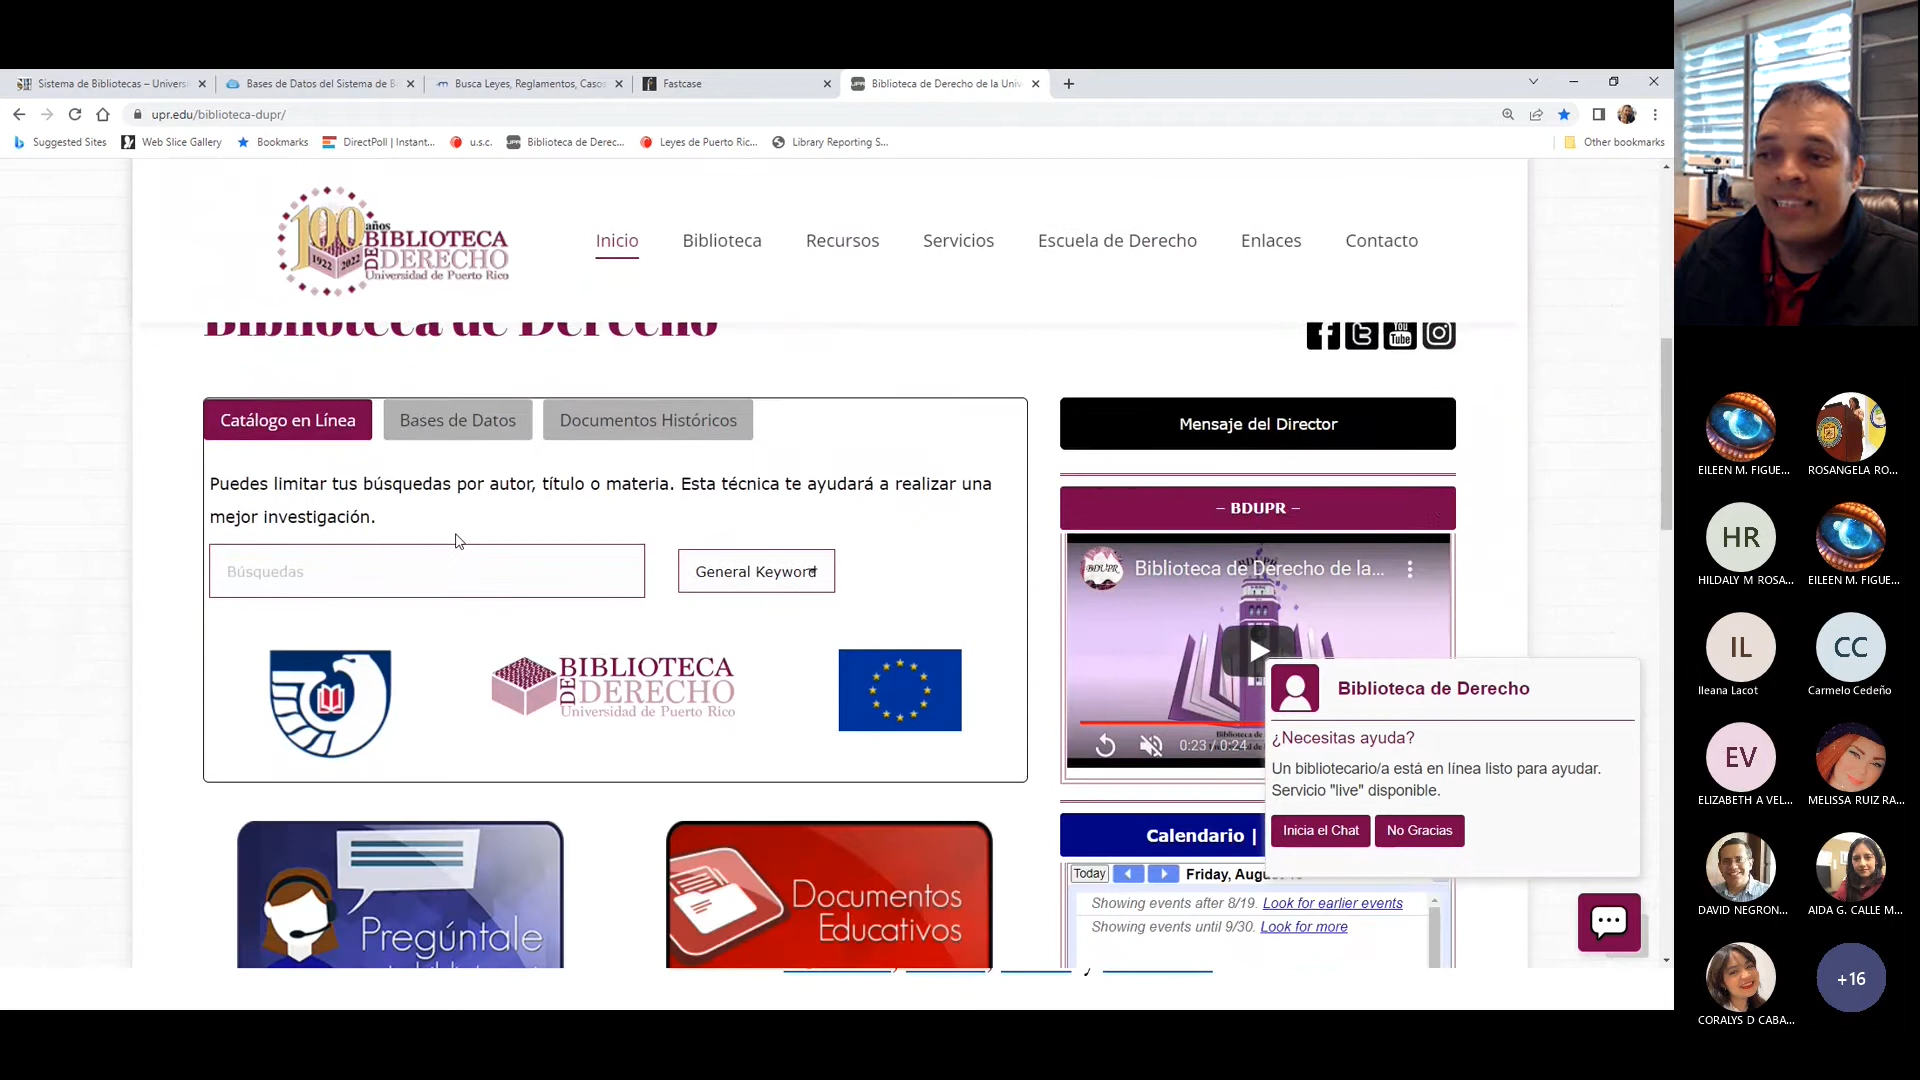 Sistema de Bibliotecas – Univers
Bases de Datos del Sistema de B
Busca Leyes, Reglamentos, Casos
Fastcase
Biblioteca de Derecho de la Univ
upr.edu/biblioteca-dupr/
Suggested Sites
Web Slice Gallery
Bookmarks
DirectPoll | Instant...
u.s.c.
Biblioteca de Derec...
Leyes de Puerto Ric...
Library Reporting S...
Other bookmarks
100 años
1922 2022
BIBLIOTECA
DE DERECHO
Universidad de Puerto Rico
Inicio
Biblioteca
Recursos
Servicios
Escuela de Derecho
Enlaces
Contacto
Biblioteca de Derecho
You
Tube
Catálogo en Línea
Bases de Datos
Documentos Históricos
Puedes limitar tus búsquedas por autor, título o materia. Esta técnica te ayudará a realizar una
mejor investigación.
Búsquedas
General Keyword
BIBLIOTECA
DE DERECHO
Universidad de Puerto Rico
Pregúntale
Documentos
Educativos
Mensaje del Director
– BDUPR –
BDUPR
Biblioteca de Derecho de la...
0:23 / 0:24
Calendario |
Today
Friday, Aug
Showing events after 8/19. Look for earlier events
Showing events until 9/30. Look for more
Biblioteca de Derecho
¿Necesitas ayuda?
Un bibliotecario/a está en línea listo para ayudar.
Servicio "live" disponible.
Inicia el Chat
No Gracias
EILEEN M. FIGUE...
ROSANGELA RO...
HR
HILDALY M ROSA...
EILEEN M. FIGUE...
IL
Ileana Lacot
CC
Carmelo Cedeño
EV
ELIZABETH A VEL...
MELISSA RUIZ RA...
DAVID NEGRON...
AIDA G. CALLE M...
CORALYS D CABA...
+16